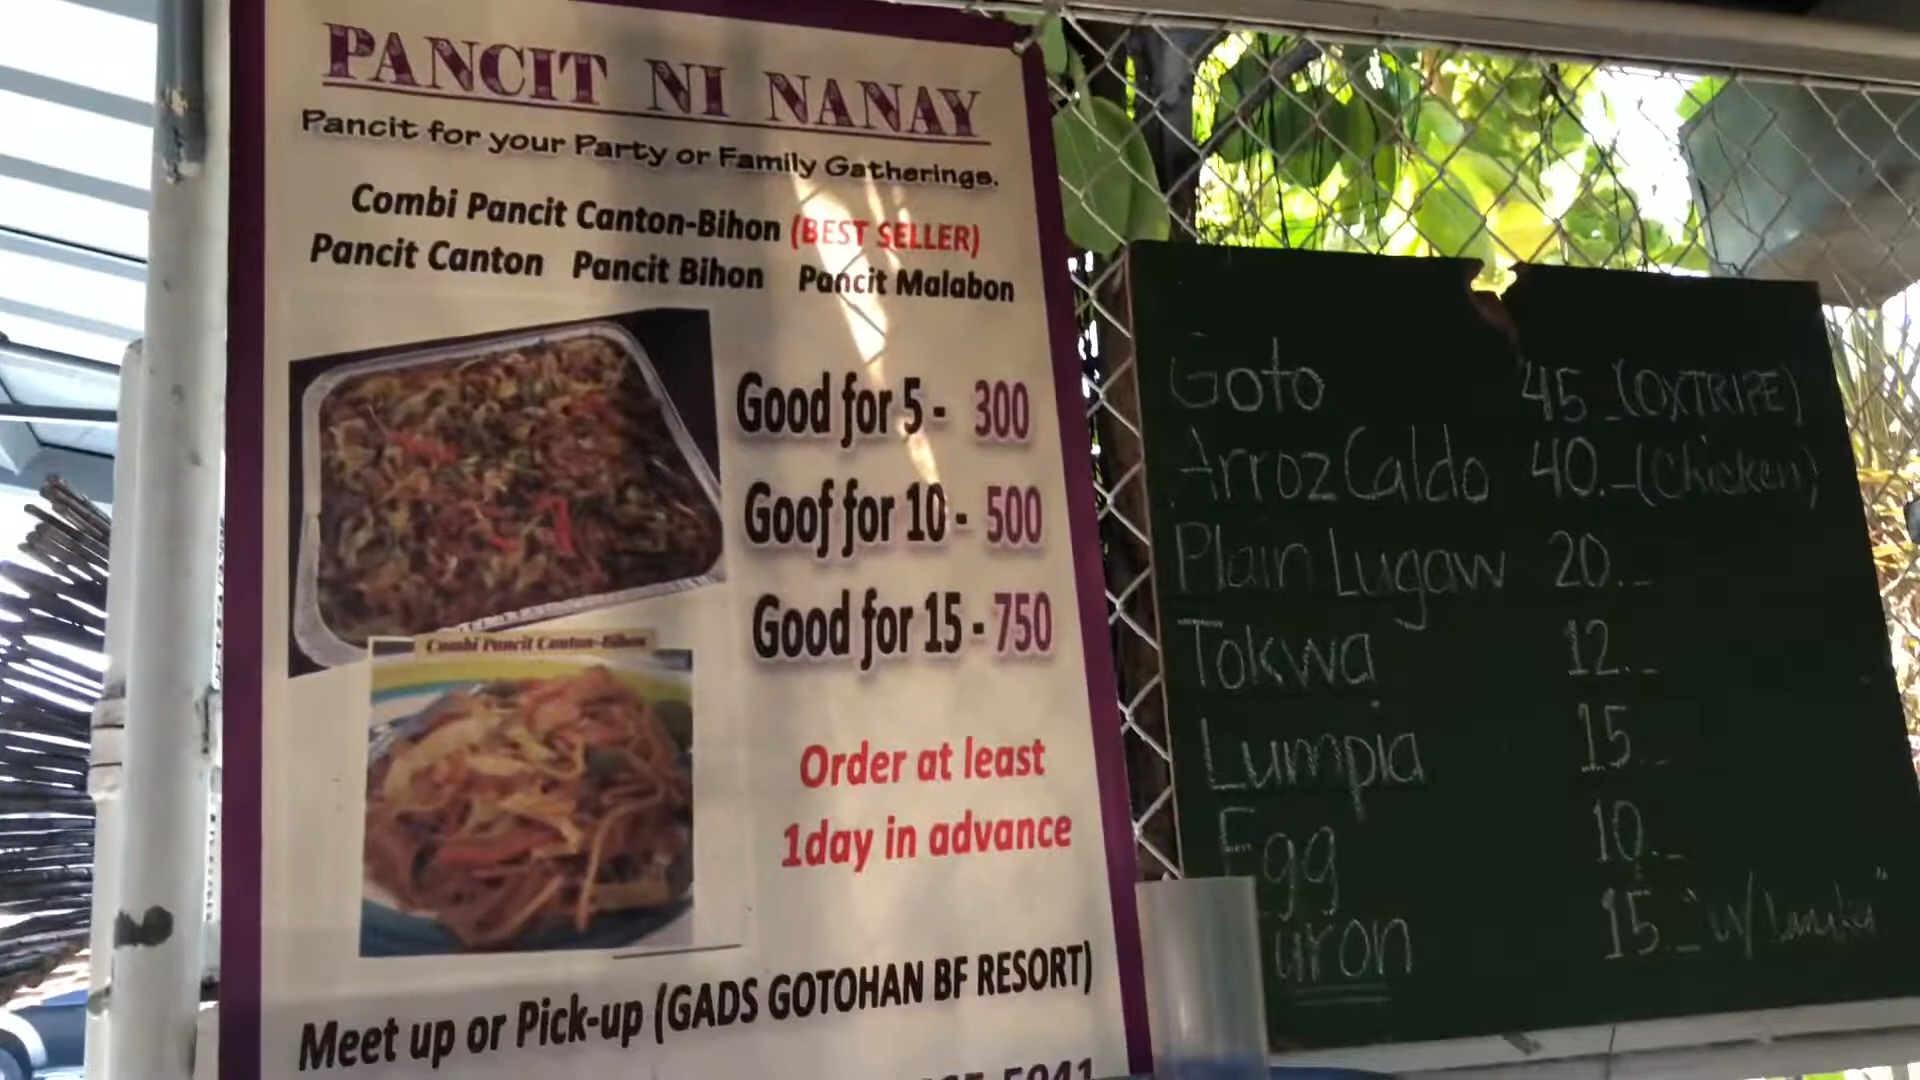 PANCIT NI NANAY
Pancit for your Party or Family Gatherings.
Combi Pancit Canton-Bihon (BEST SELLER)
Pancit Canton Pancit Bihon Pancit Malabon
Good for 5 - 300
Goof for 10 - 500
Good for 15 - 750
Combi Pancit Canton-Bihon
Order at least
1day in advance
Meet up or Pick-up (GADS GOTOHAN BF RESORT)
5941
Goto 45._(OXTRIPE)
Arroz Caldo 40.-(Chicken)
Plain Lugaw 20._
Tokwa 12._
Lumpia 15._
Egg 10._
uron 15._"w/